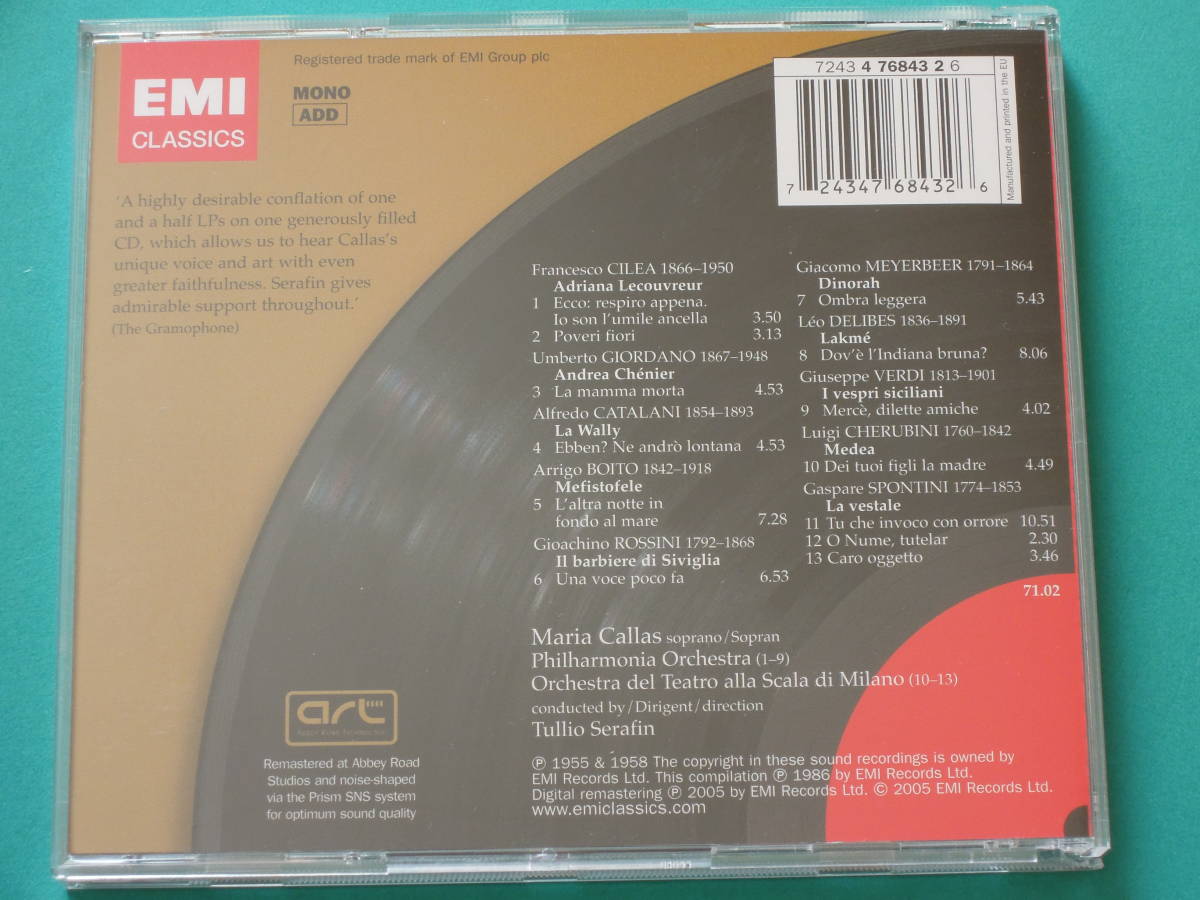 EMI
CLASSICS
Registered trade mark of EMI Group plc
MONO
ADD
7243 4 76843 2 6
7 24347 68432 6
Manufactured and printed in the EU
‘A highly desirable conflation of one
and a half LPs on one generously filled
CD, which allows us to hear Callas’s
unique voice and art with even
greater faithfulness. Serafin gives
admirable support throughout.’
(The Gramophone)
Francesco CILEA 1866–1950
Adriana Lecouvreur
1 Ecco: respiro appena.
Io son l’umile ancella 3.50
2 Poveri fiori 3.13
Umberto GIORDANO 1867–1948
Andrea Chénier
3 La mamma morta 4.53
Alfredo CATALANI 1854–1893
La Wally
4 Ebben? Ne andrò lontana 4.53
Arrigo BOITO 1842–1918
Mefistofele
5 L’altra notte in
fondo al mare 7.28
Gioachino ROSSINI 1792–1868
Il barbiere di Siviglia
6 Una voce poco fa 6.53
Giacomo MEYERBEER 1791–1864
Dinorah
7 Ombra leggera 5.43
Léo DELIBES 1836–1891
Lakmé
8 Dov’è l’Indiana bruna? 8.06
Giuseppe VERDI 1813–1901
I vespri siciliani
9 Mercè, dilette amiche 4.02
Luigi CHERUBINI 1760–1842
Medea
10 Dei tuoi figli la madre 4.49
Gaspare SPONTINI 1774–1853
La vestale
11 Tu che invoco con orrore 10.51
12 O Nume, tutelar 2.30
13 Caro oggetto 3.46
71.02
Maria Callas soprano/Sopran
Philharmonia Orchestra (1–9)
Orchestra del Teatro alla Scala di Milano (10–13)
conducted by/Dirigent/direction
Tullio Serafin
art
Remastered at Abbey Road
Studios and noise-shaped
via the Prism SNS system
for optimum sound quality
℗ 1955 & 1958 The copyright in these sound recordings is owned by
EMI Records Ltd. This compilation ℗ 1986 by EMI Records Ltd.
Digital remastering ℗ 2005 by EMI Records Ltd. © 2005 EMI Records Ltd.
www.emiclassics.com